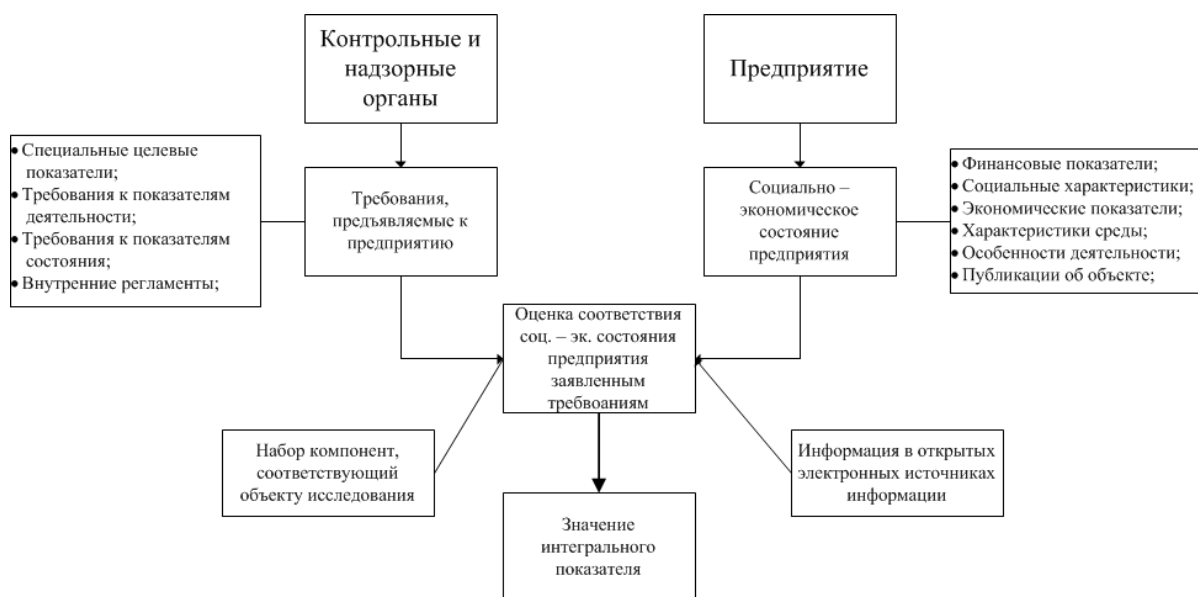 Контрольные и
надзорные
органы
Предприятие
• Специальные целевые
показатели;
• Требования к показателям
деятельности;
• Требования к показателям
состояния;
• Внутренние регламенты;
Требования,
предъявляемые к
предприятию
Социально –
экономическое
состояние
предприятия
• Финансовые показатели;
• Социальные характеристики;
• Экономические показатели;
• Характеристики среды;
• Особенности деятельности;
• Публикации об объекте;
Оценка соответствия
соц. – эк. состояния
предприятия
заявленным
требвоаниям
Набор компонент,
соответствующий
объекту исследования
Информация в открытых
электронных источниках
информации
Значение
интегрального
показателя